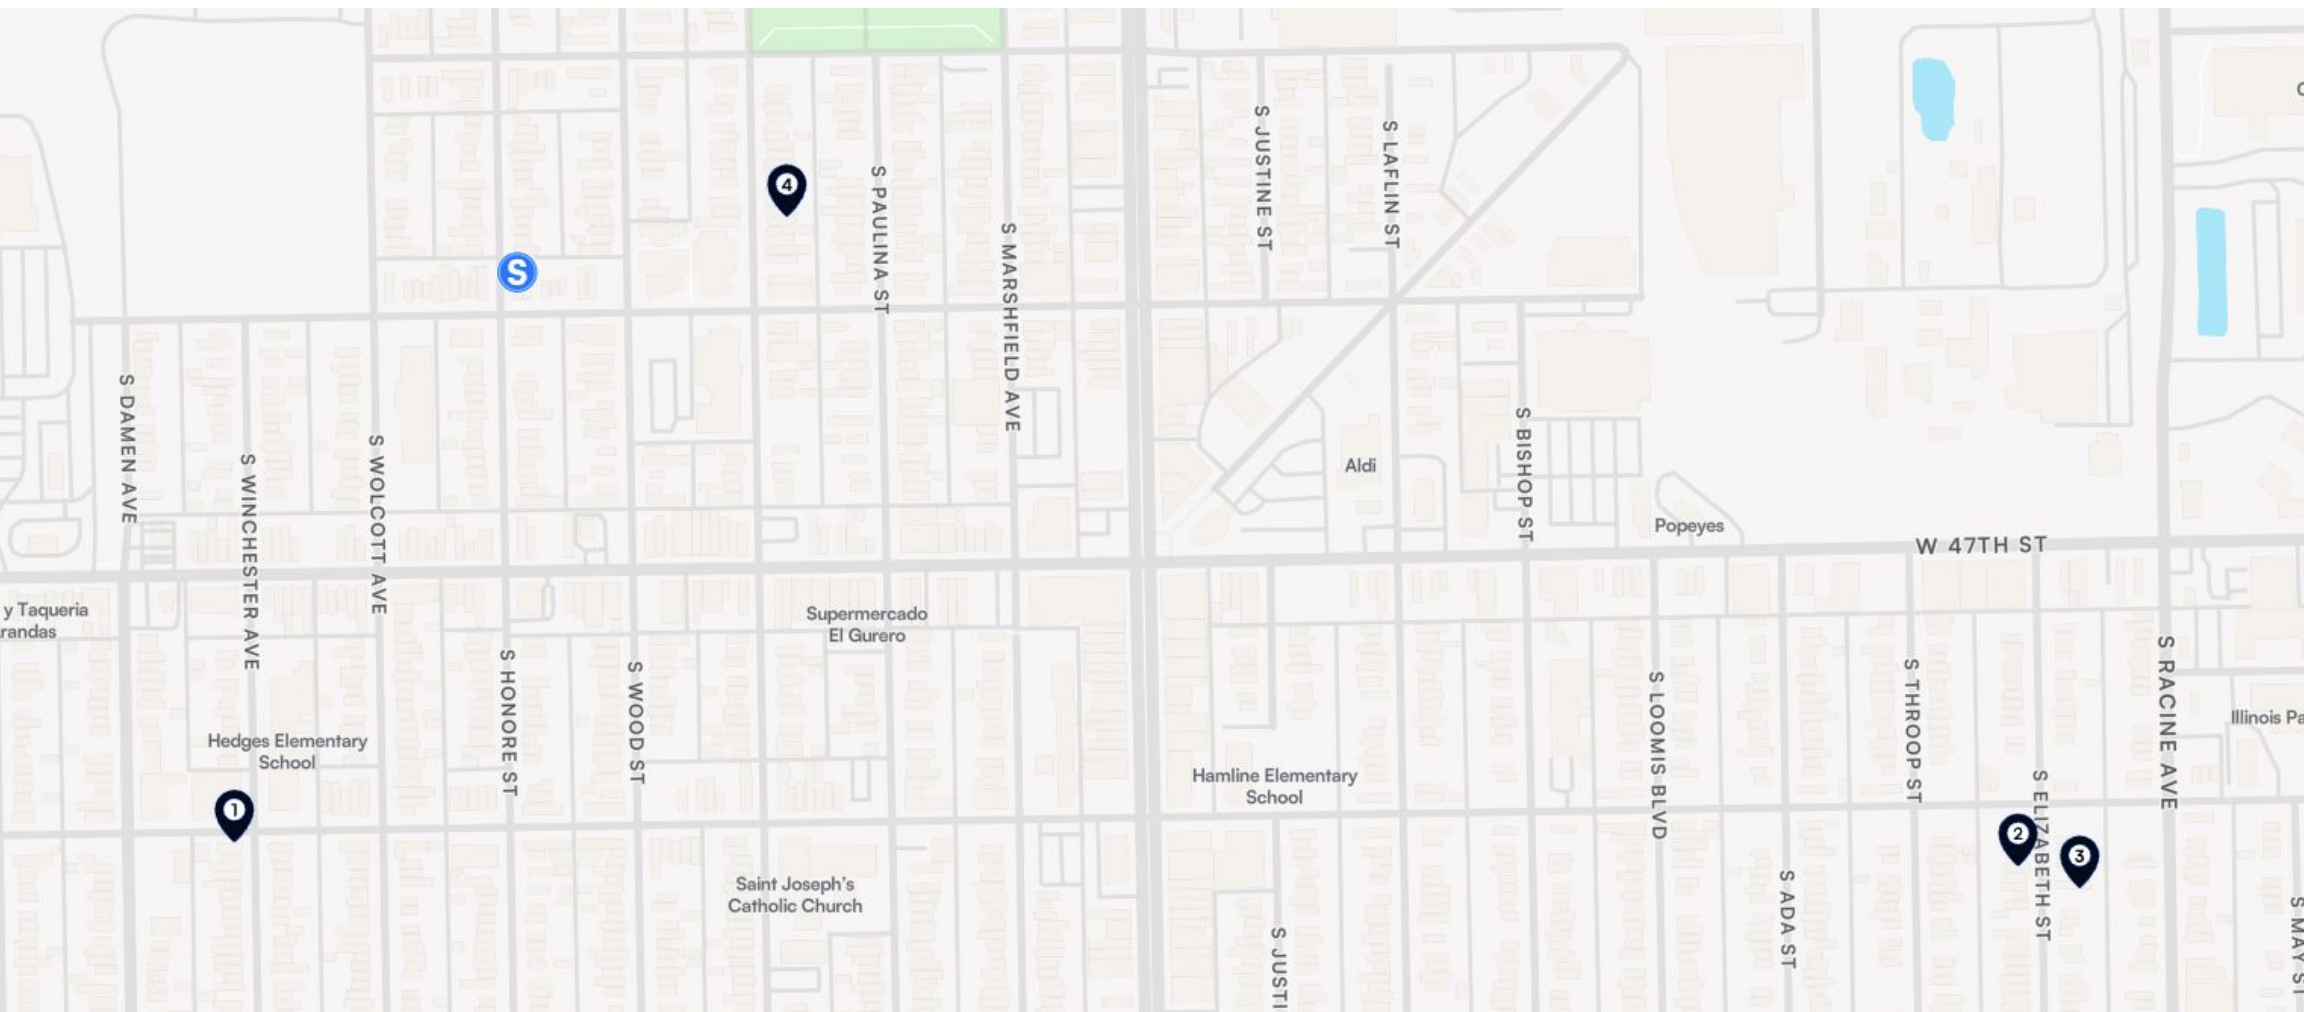 S PAULINA ST
S MARSHFIELD AVE
S JUSTINE ST
S LAFLIN ST
4
S
S DAMEN AVE
S WINCHESTER AVE
S WOLCOTT AVE
S BISHOP ST
Aldi
Popeyes
W 47TH ST
y Taqueria
randas
Supermercado
El Gurero
S HONORE ST
S WOOD ST
S LOOMIS BLVD
S THROOP ST
S RACINE AVE
Illinois Pa
Hedges Elementary
School
Hamline Elementary
School
1
2
3
S ELIZABETH ST
Saint Joseph's
Catholic Church
S ADA ST
S JUSTI
S MAY ST